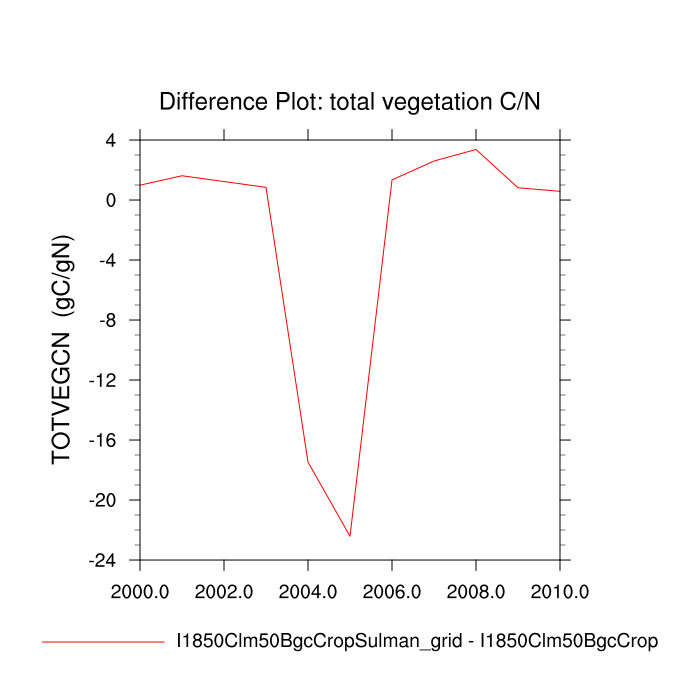 Difference Plot: total vegetation C/N
TOTVEGCN (gC/gN)
4
0
-4
-8
-12
-16
-20
-24
2000.0 2002.0 2004.0 2006.0 2008.0 2010.0
I1850Clm50BgcCropSulman_grid - I1850Clm50BgcCrop